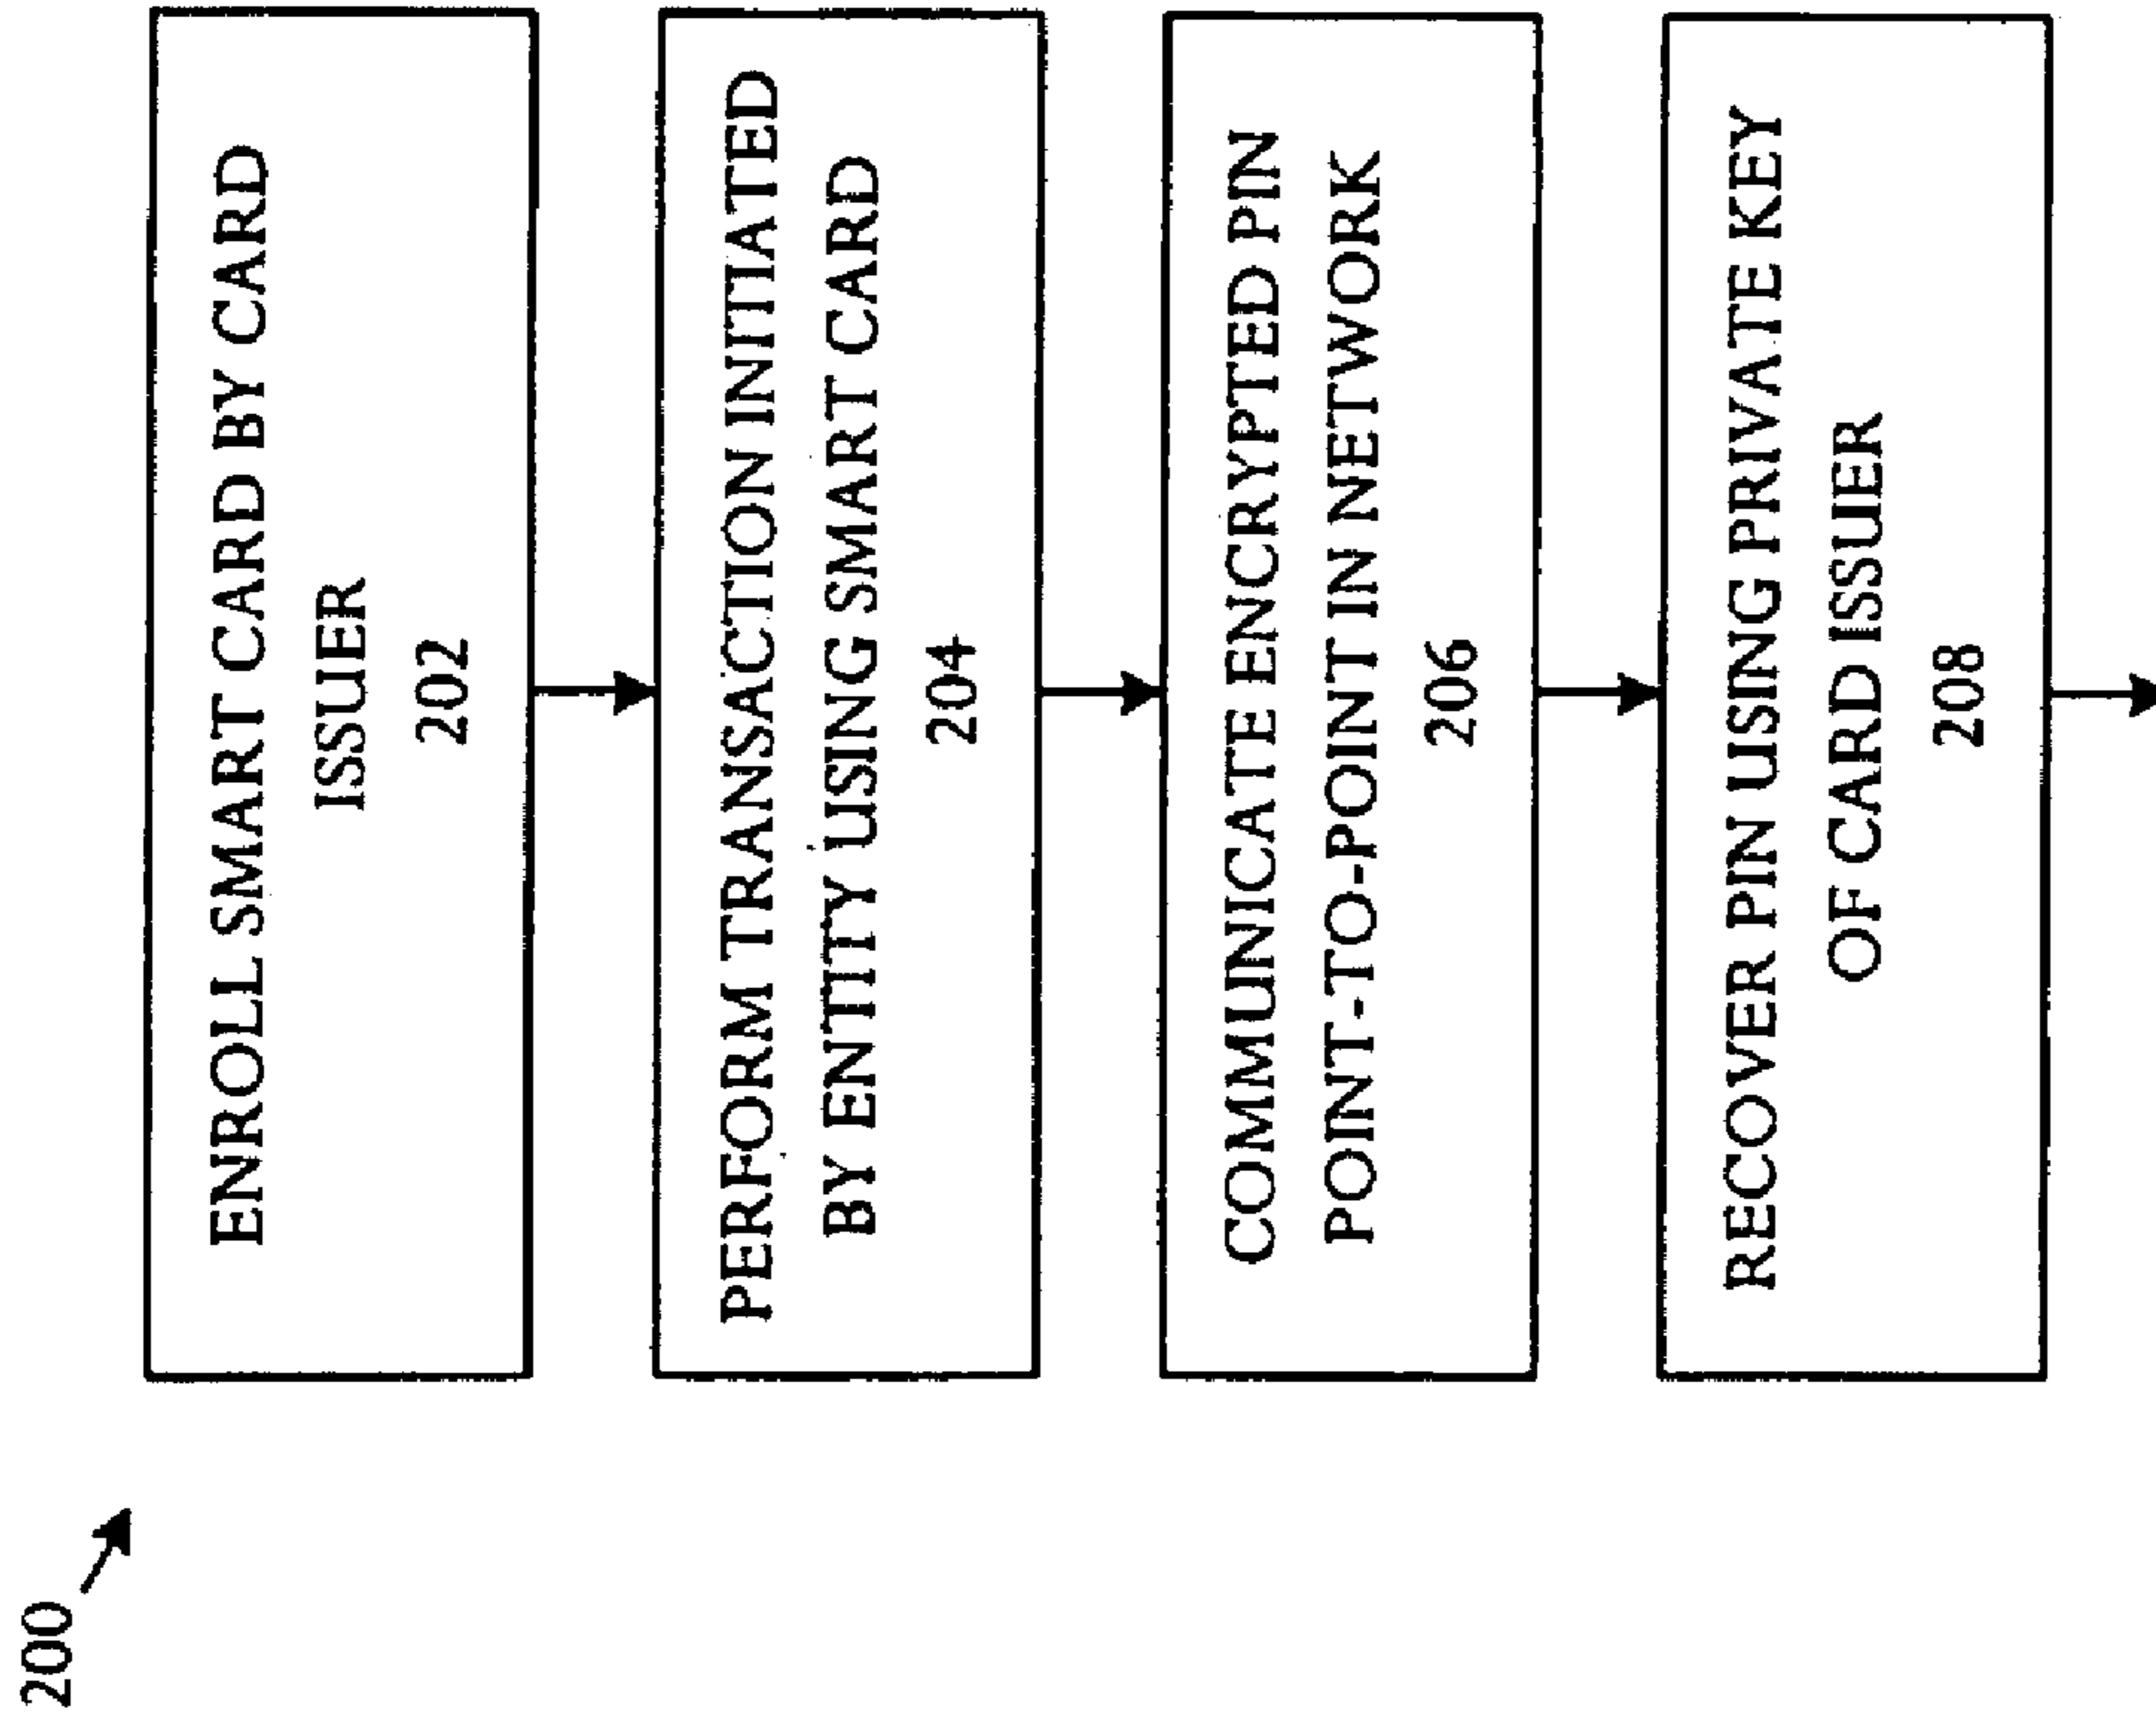 200
ENROLL SMART CARD BY CARD
ISSUER
202
PERFORM TRANSACTION INITIATED
BY ENTITY USING SMART CARD
204
COMMUNICATE ENCRYPTED PIN
POINT-TO-POINT IN NETWORK
206
RECOVER PIN USING PRIVATE KEY
OF CARD ISSUER
208